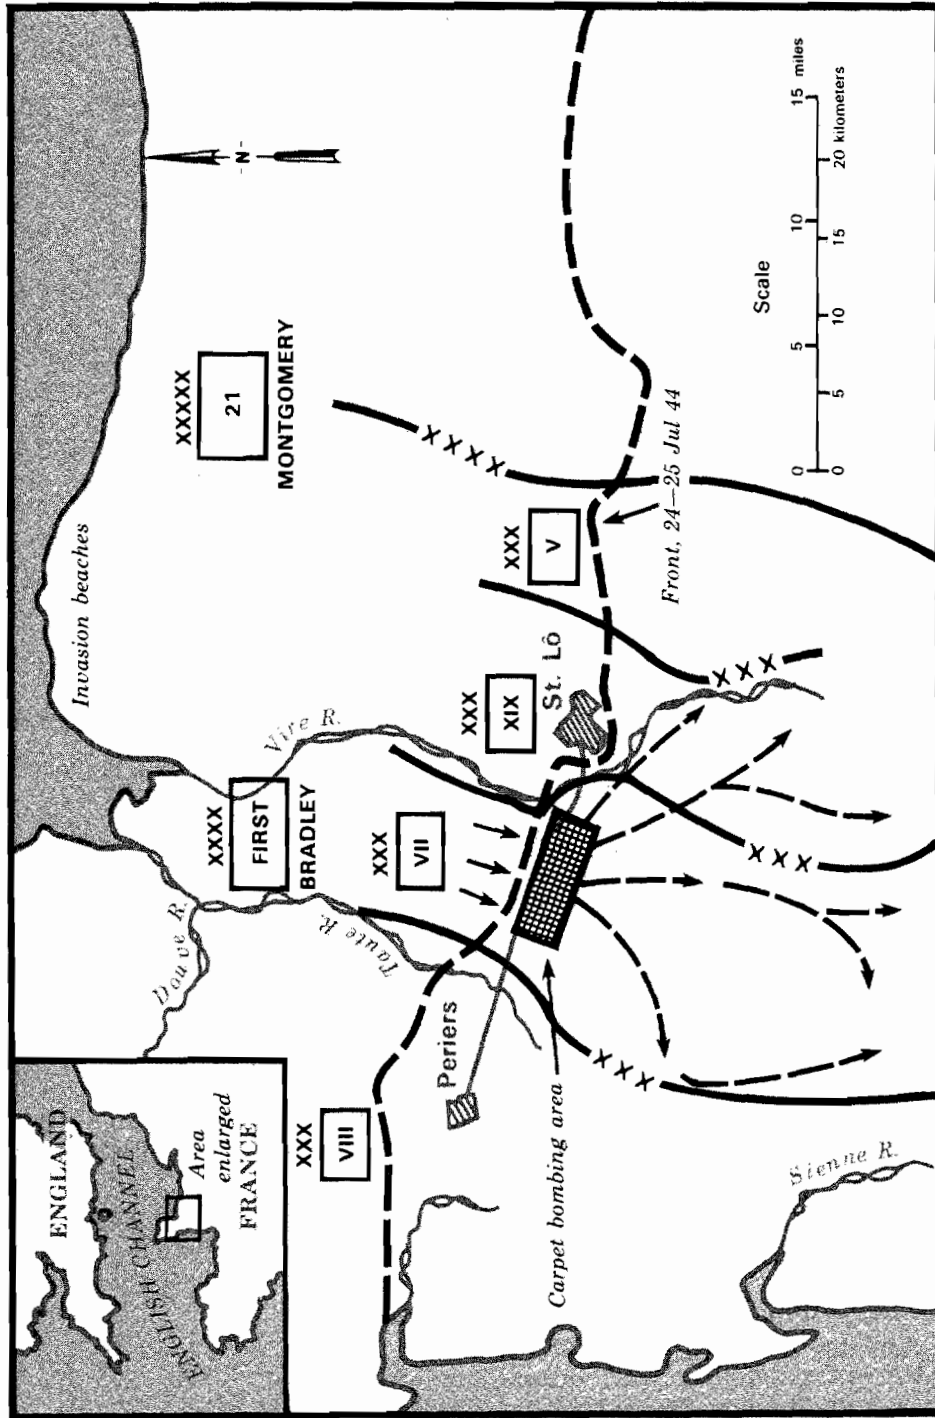 ENGLAND
ENGLISH CHANNEL
ENGLISH CHANNEL
Area
enlarged
FRANCE
Douve R.
Taute R.
Vire R.
Invasion beaches
XXXX
FIRST
BRADLEY
XXXXX
21
MONTGOMERY
-N-
XXX
VIII
XXX
VII
XXX
XIX
XXX
V
Periers
St. Lô
Carpet bombing area
Front, 24–25 Jul 44
XXXX
XXX
XXX
XXX
Sienne R.
Scale
0 5 10 15 miles
0 5 10 15 20 kilometers